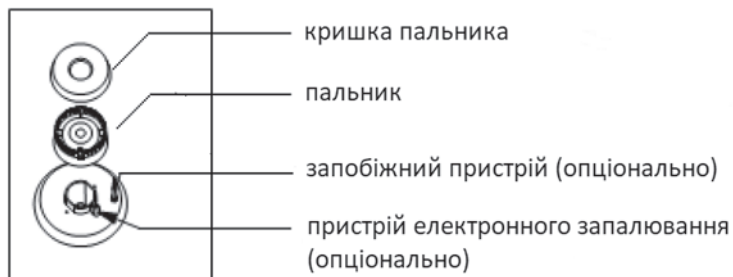 кришка пальника
пальник
запобіжний пристрій (опціонально)
пристрій електронного запалювання
(опціонально)